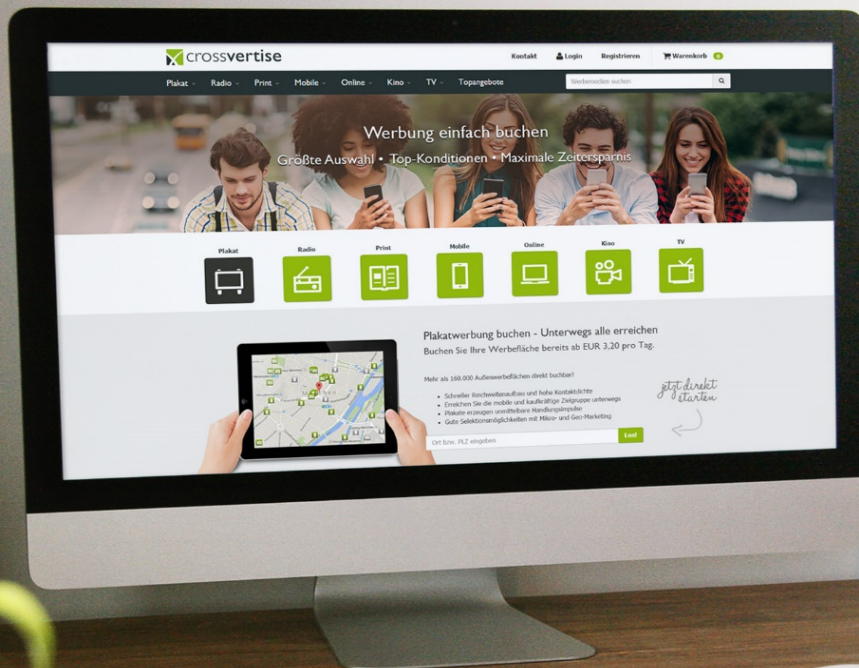 crossvertise
Kontakt Login Registrieren Warenkorb 0
Plakat Radio Print Mobile Online Kino TV Topangebote Werbemedien suchen
Werbung einfach buchen
Größte Auswahl • Top-Konditionen • Maximale Zeitersparnis
Plakat Radio Print Mobile Online Kino TV
Plakatwerbung buchen - Unterwegs alle erreichen
Buchen Sie Ihre Werbefläche bereits ab EUR 3,20 pro Tag.
Mehr als 160.000 Außenwerbeflächen direkt buchbar!
jetzt direkt
starten
• Schneller Reichweitenaufbau und hohe Kontaktdichte
• Erreichen Sie die mobile und kaufkräftige Zielgruppe unterwegs
• Plakate erzeugen unmittelbare Handlungsimpulse
• Gute Selektionsmöglichkeiten mit Mikro- und Geo-Marketing
Ort bzw. PLZ eingeben Los!